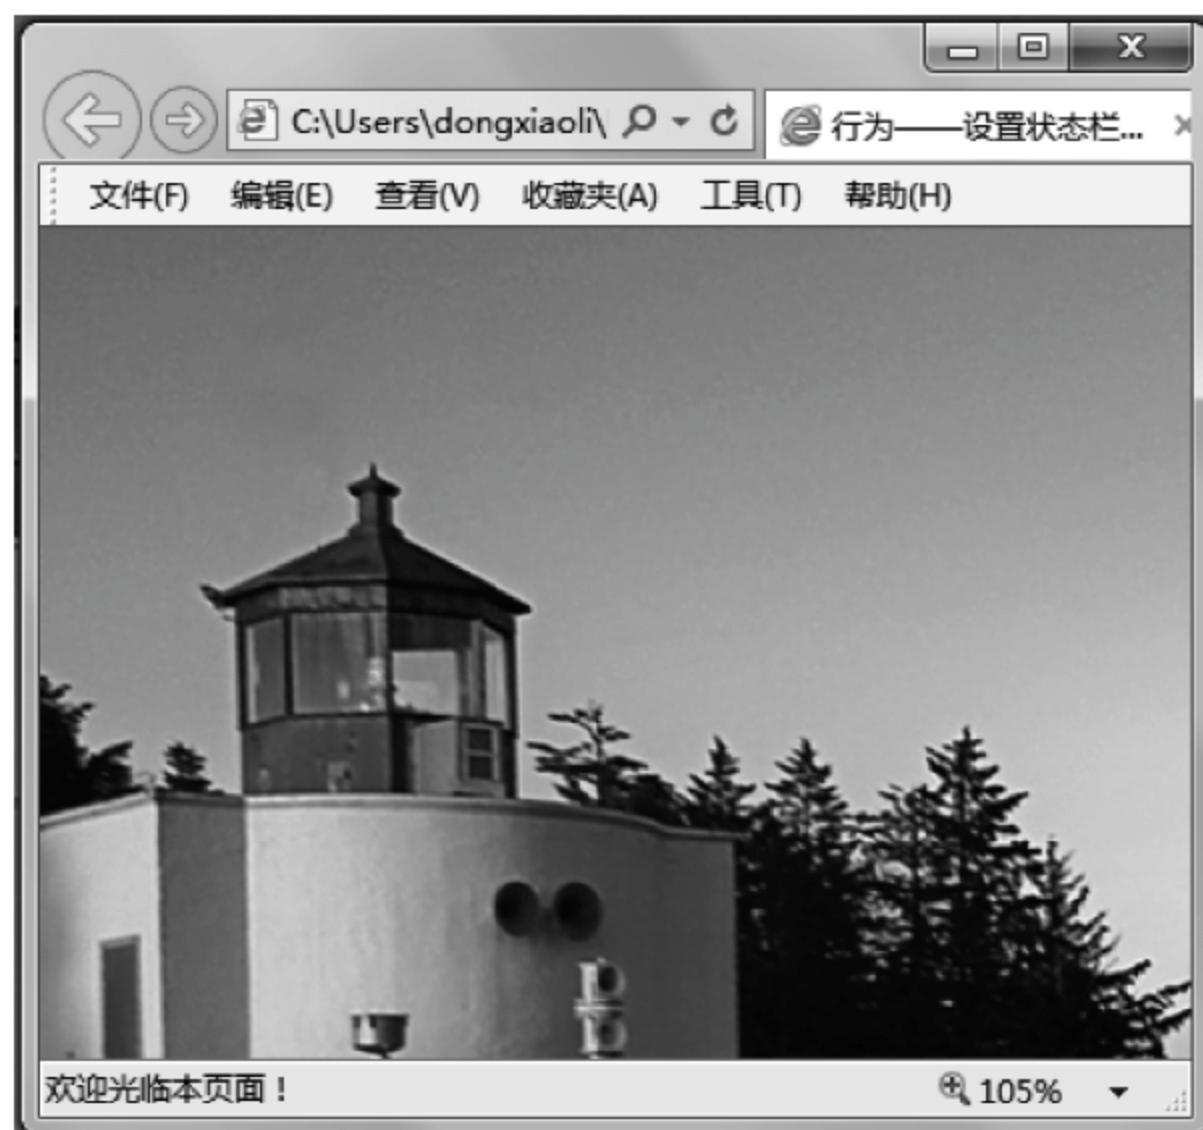 C:\Users\dongxiaoli\
行为——设置状态栏...
文件(F) 编辑(E) 查看(V) 收藏夹(A) 工具(T) 帮助(H)
欢迎光临本页面！
105%